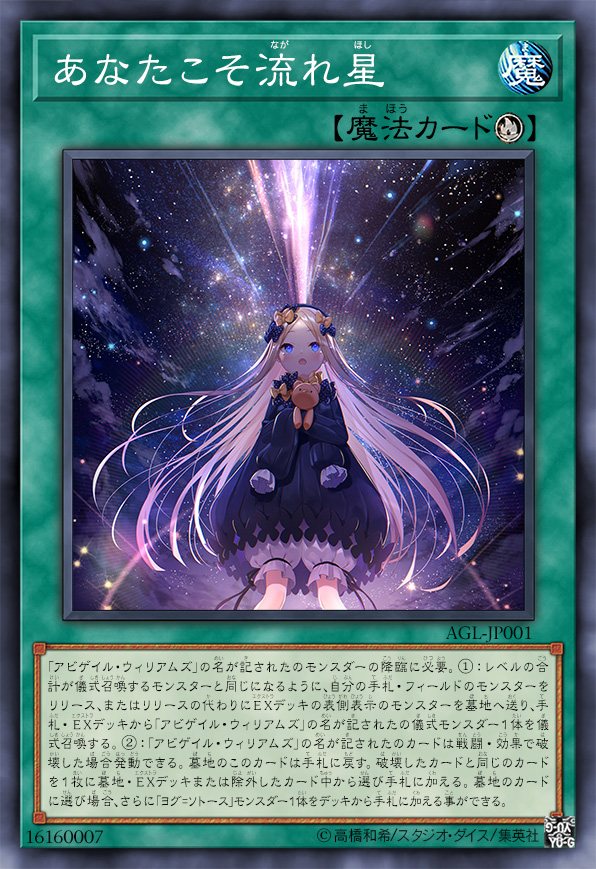 あなたこそ流れ星
魔
【魔法カード】
AGL-JP001
「アビゲイル・ウィリアムズ」の名が記されたのモンスターの降臨に必要。①:レベルの合
計が儀式召喚するモンスターと同じになるように、自分の手札・フィールドのモンスターを
リリース、またはリリースの代わりにEXデッキの表側表示のモンスターを墓地へ送り、手
札・EXデッキから「アビゲイル・ウィリアムズ」の名が記されたの儀式モンスター1体を儀
式召喚する。②:「アビゲイル・ウィリアムズ」の名が記されたのカードは戦闘・効果で破
壊した場合発動できる。墓地のこのカードは手札に戻す。破壊したカードと同じのカード
を1枚に墓地・EXデッキまたは除外したカード中から選び手札に加える。墓地のカード
に選び場合、さらに「ヨグ=ソトース」モンスター1体をデッキから手札に加える事ができる。
16160007 ©高橋和希/スタジオ・ダイス/集英社